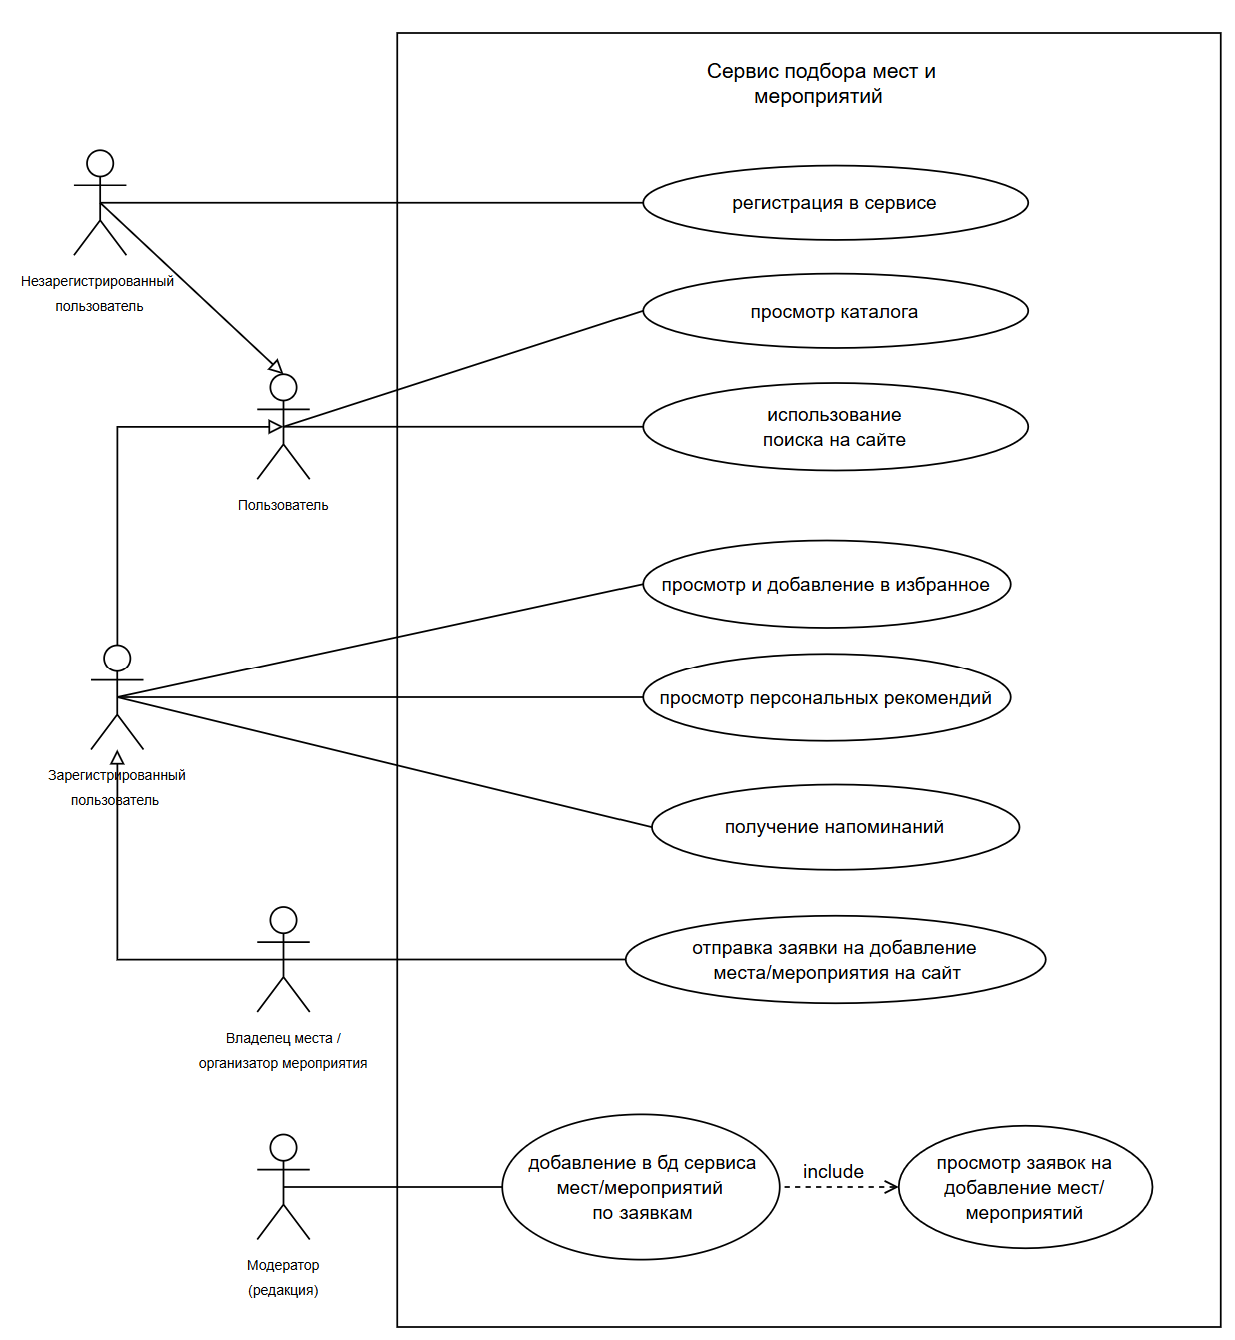 Сервис подбора мест и
мероприятий
регистрация в сервисе
Незарегистрированный
пользователь
просмотр каталога
использование
поиска на сайте
Пользователь
просмотр и добавление в избранное
просмотр персональных рекомендий
Зарегистрированный
пользователь
получение напоминаний
отправка заявки на добавление
места/мероприятия на сайт
Владелец места /
организатор мероприятия
добавление в бд сервиса
мест/мероприятий
по заявкам
include
просмотр заявок на
добавление мест/
мероприятий
Модератор
(редакция)